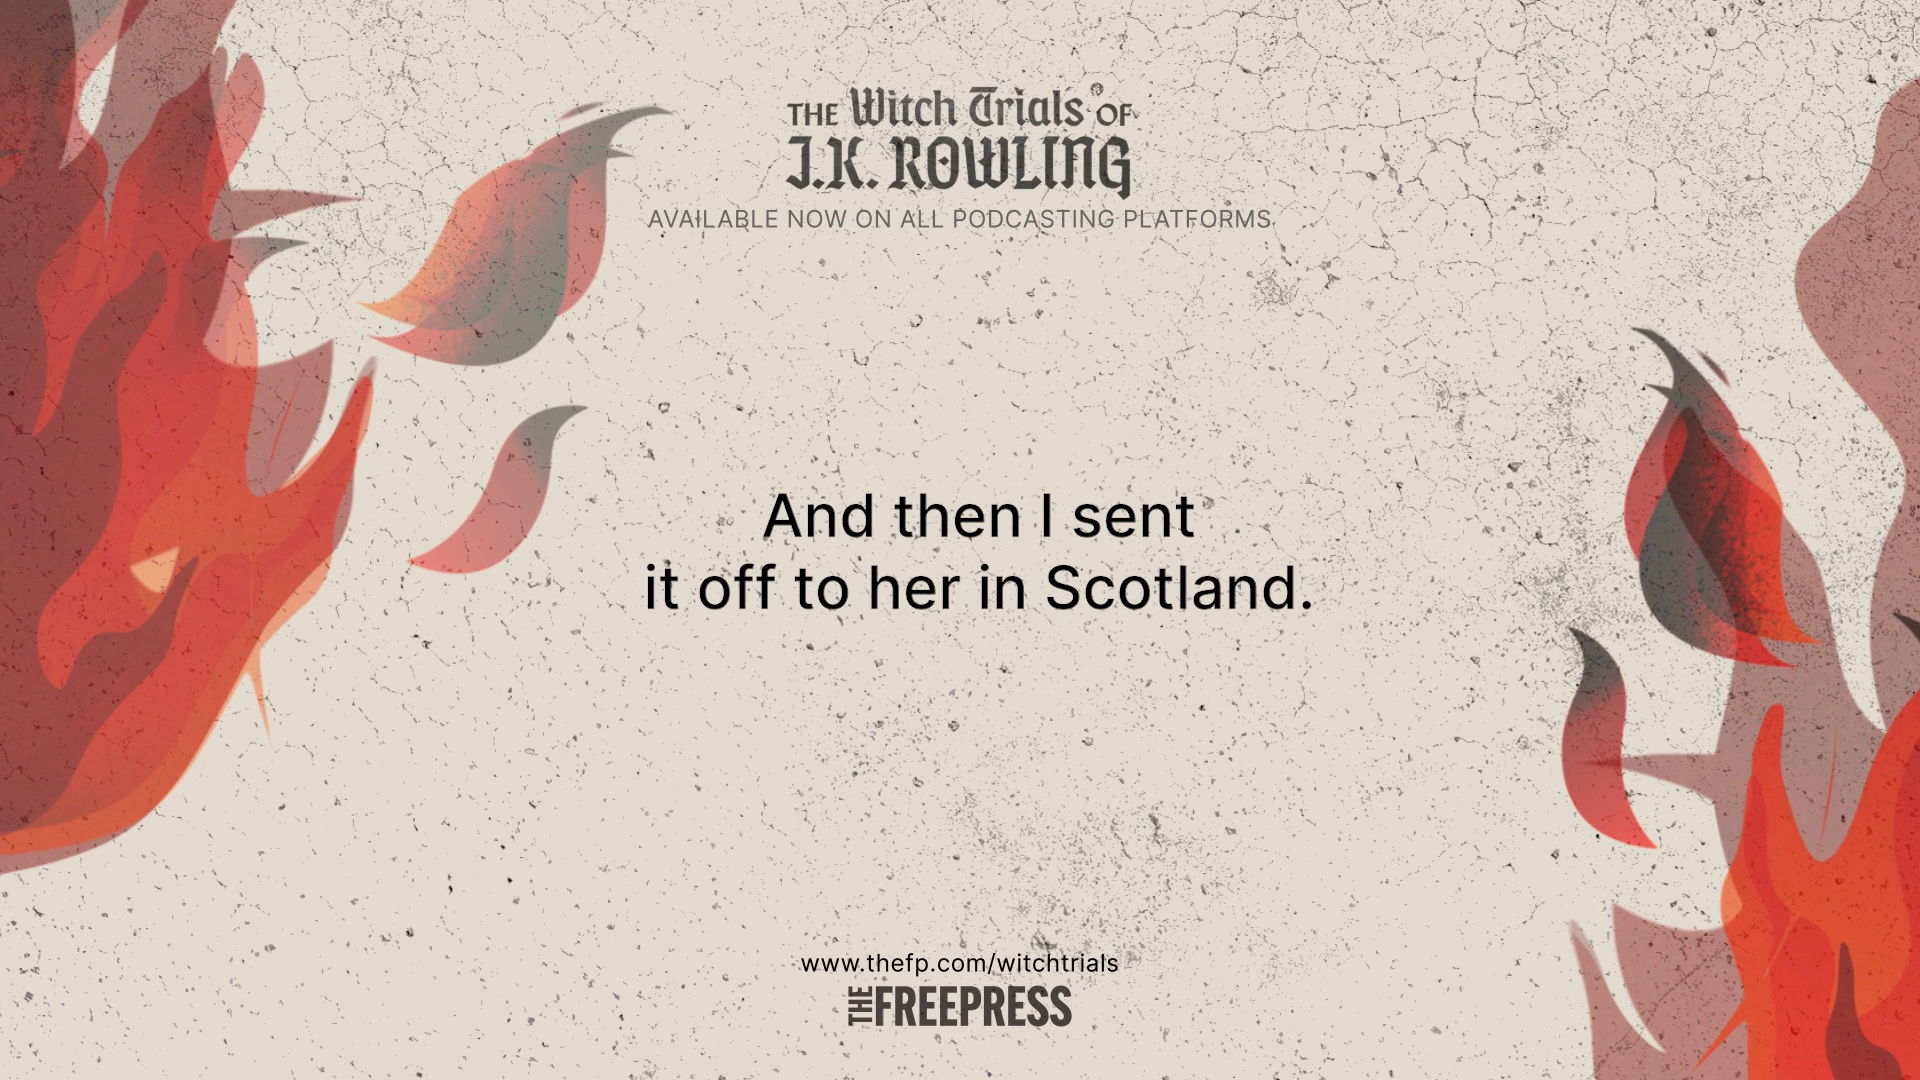 THE Witch Trials OF
J.K. ROWLING
AVAILABLE NOW ON ALL PODCASTING PLATFORMS
And then I sent
it off to her in Scotland.
www.thefp.com/witchtrials
THE FREEPRESS